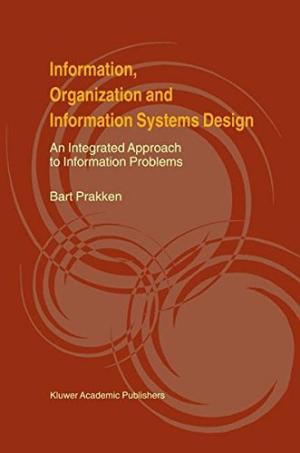 Information,
Organization and
Information Systems Design
An Integrated Approach
to Information Problems
Bart Prakken
Kluwer Academic Publishers